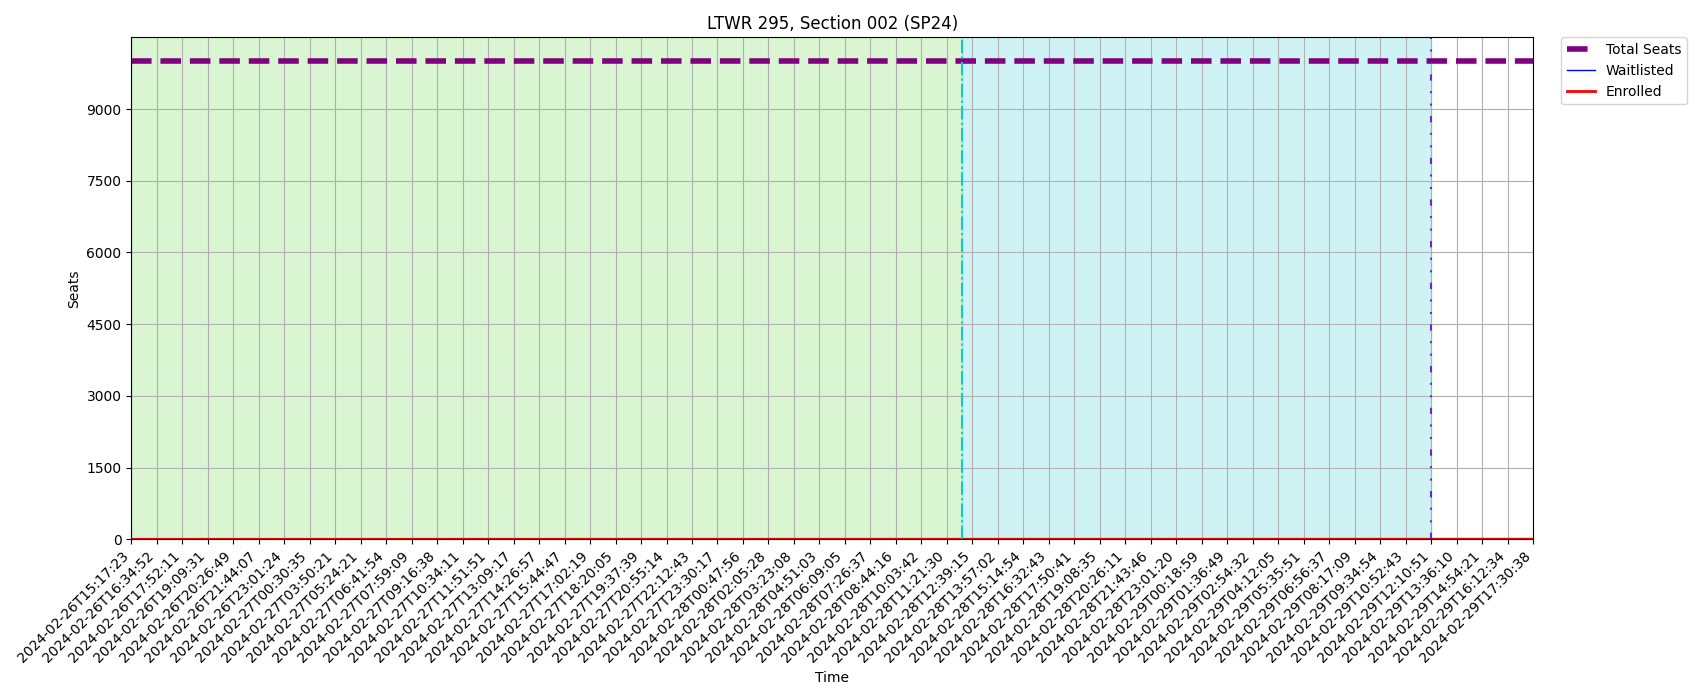 LTWR 295, Section 002 (SP24)
Total Seats
Waitlisted
Enrolled
Seats
9000
7500
6000
4500
3000
1500
0
2024-02-26T15:17:23
2024-02-26T16:34:52
2024-02-26T17:52:11
2024-02-26T19:09:31
2024-02-26T20:26:49
2024-02-26T21:44:07
2024-02-26T23:01:24
2024-02-27T00:30:35
2024-02-27T03:50:21
2024-02-27T05:24:21
2024-02-27T06:41:54
2024-02-27T07:59:09
2024-02-27T09:16:38
2024-02-27T10:34:11
2024-02-27T11:51:51
2024-02-27T13:09:17
2024-02-27T14:26:57
2024-02-27T15:44:47
2024-02-27T17:02:19
2024-02-27T18:20:05
2024-02-27T19:37:39
2024-02-27T20:55:14
2024-02-27T22:12:43
2024-02-27T23:30:17
2024-02-28T00:47:56
2024-02-28T02:05:28
2024-02-28T03:23:08
2024-02-28T04:51:03
2024-02-28T06:09:05
2024-02-28T07:26:37
2024-02-28T08:44:16
2024-02-28T10:03:42
2024-02-28T11:21:30
2024-02-28T12:39:15
2024-02-28T13:57:02
2024-02-28T15:14:54
2024-02-28T16:32:43
2024-02-28T17:50:41
2024-02-28T19:08:35
2024-02-28T20:26:11
2024-02-28T21:43:46
2024-02-28T23:01:20
2024-02-29T00:18:59
2024-02-29T01:36:49
2024-02-29T02:54:32
2024-02-29T04:12:05
2024-02-29T05:35:51
2024-02-29T06:56:37
2024-02-29T08:17:09
2024-02-29T09:34:54
2024-02-29T10:52:43
2024-02-29T12:10:51
2024-02-29T13:36:10
2024-02-29T14:54:21
2024-02-29T16:12:34
2024-02-29T17:30:38
Time